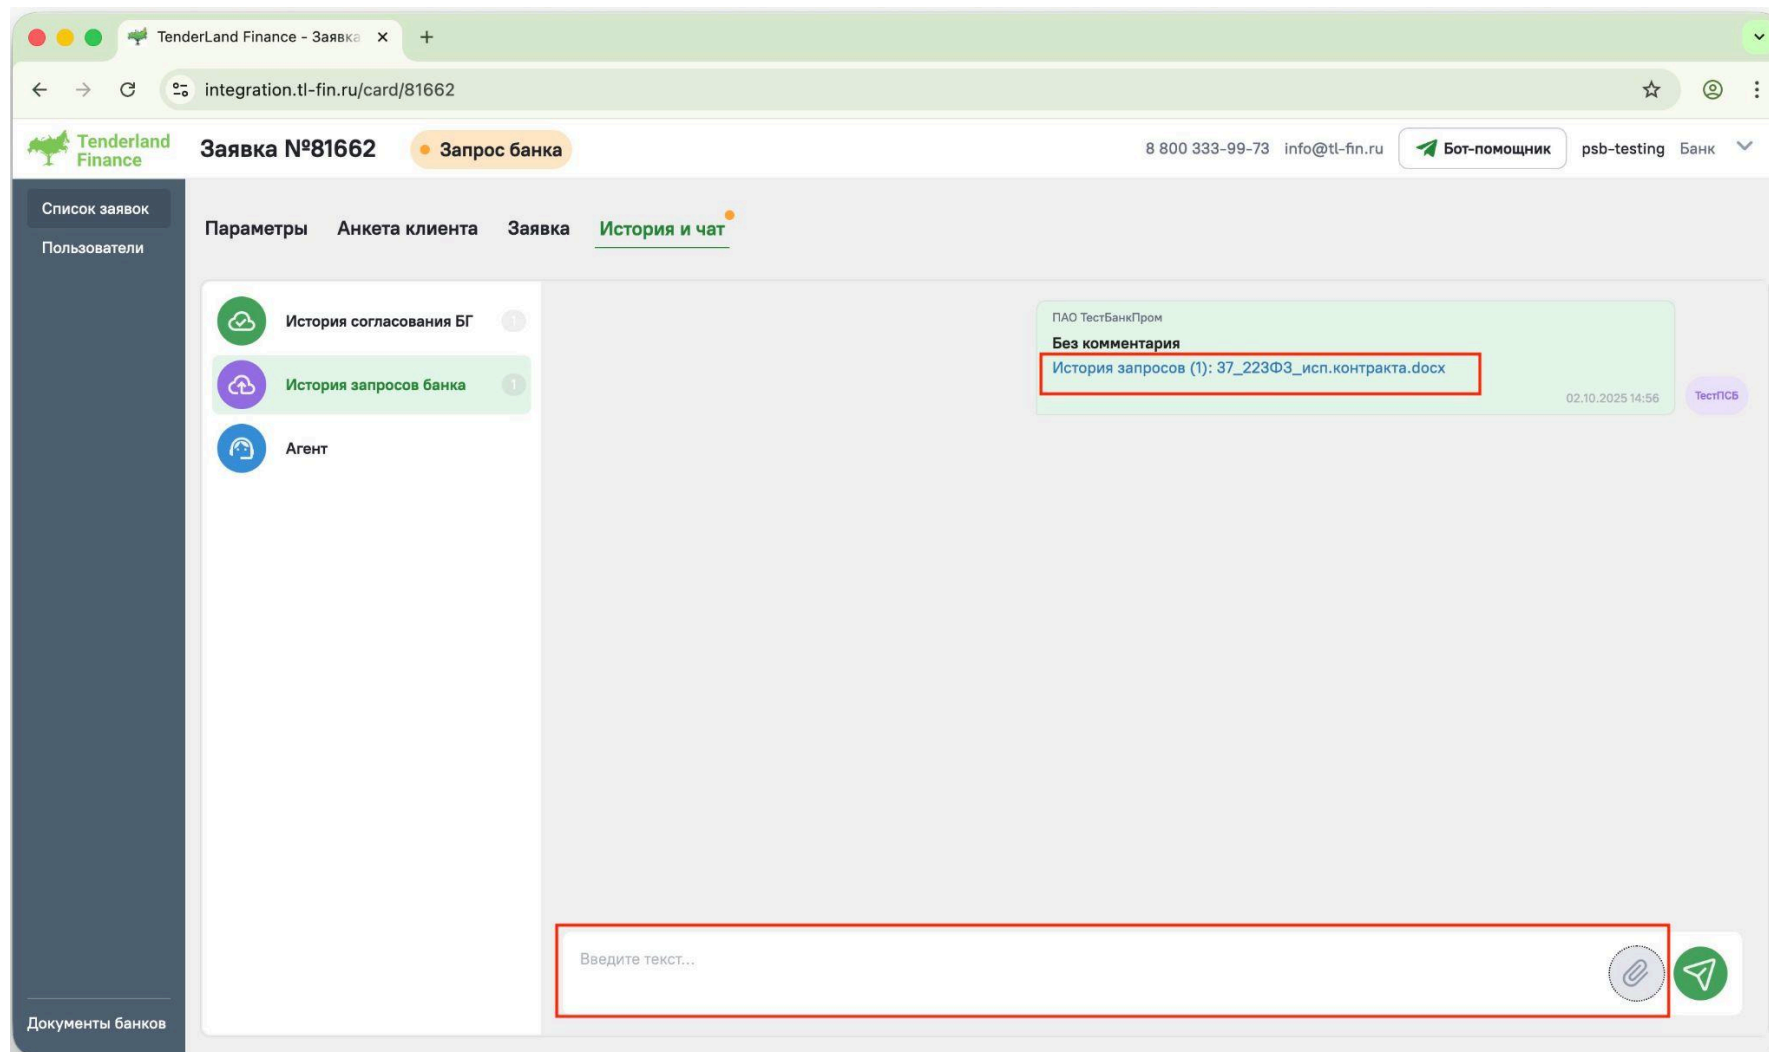 TenderLand Finance - Заявка
integration.tl-fin.ru/card/81662
Tenderland
Finance
Заявка №81662
Запрос банка
8 800 333-99-73
info@tl-fin.ru
Бот-помощник
psb-testing
Банк
Список заявок
Пользователи
Параметры
Анкета клиента
Заявка
История и чат
История согласования БГ
1
История запросов банка
1
Агент
ПАО ТестБанкПром
Без комментария
История запросов (1): 37_223ФЗ_исп.контракта.docx
02.10.2025 14:56
ТестПСБ
Введите текст...
Документы банков